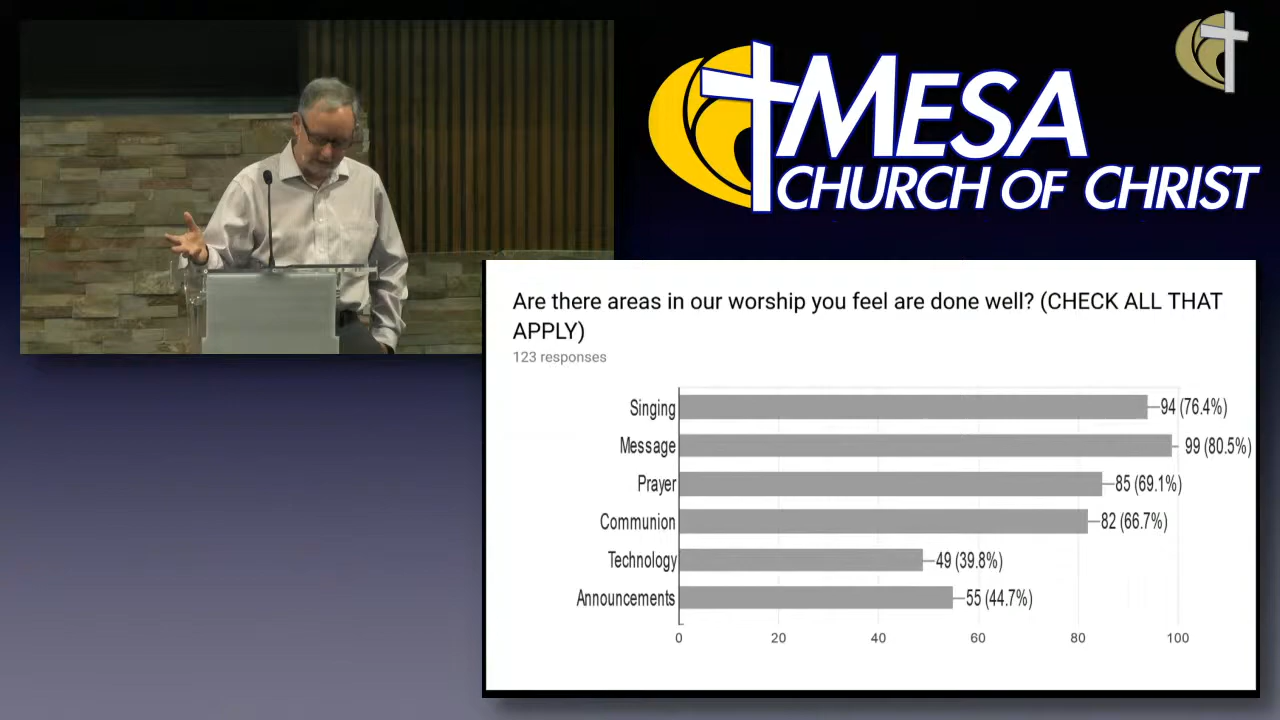 MESA
CHURCH OF CHRIST
Are there areas in our worship you feel are done well? (CHECK ALL THAT
APPLY)
123 responses
Singing 94 (76.4%)
Message 99 (80.5%)
Prayer 85 (69.1%)
Communion 82 (66.7%)
Technology 49 (39.8%)
Announcements 55 (44.7%)
0 20 40 60 80 100